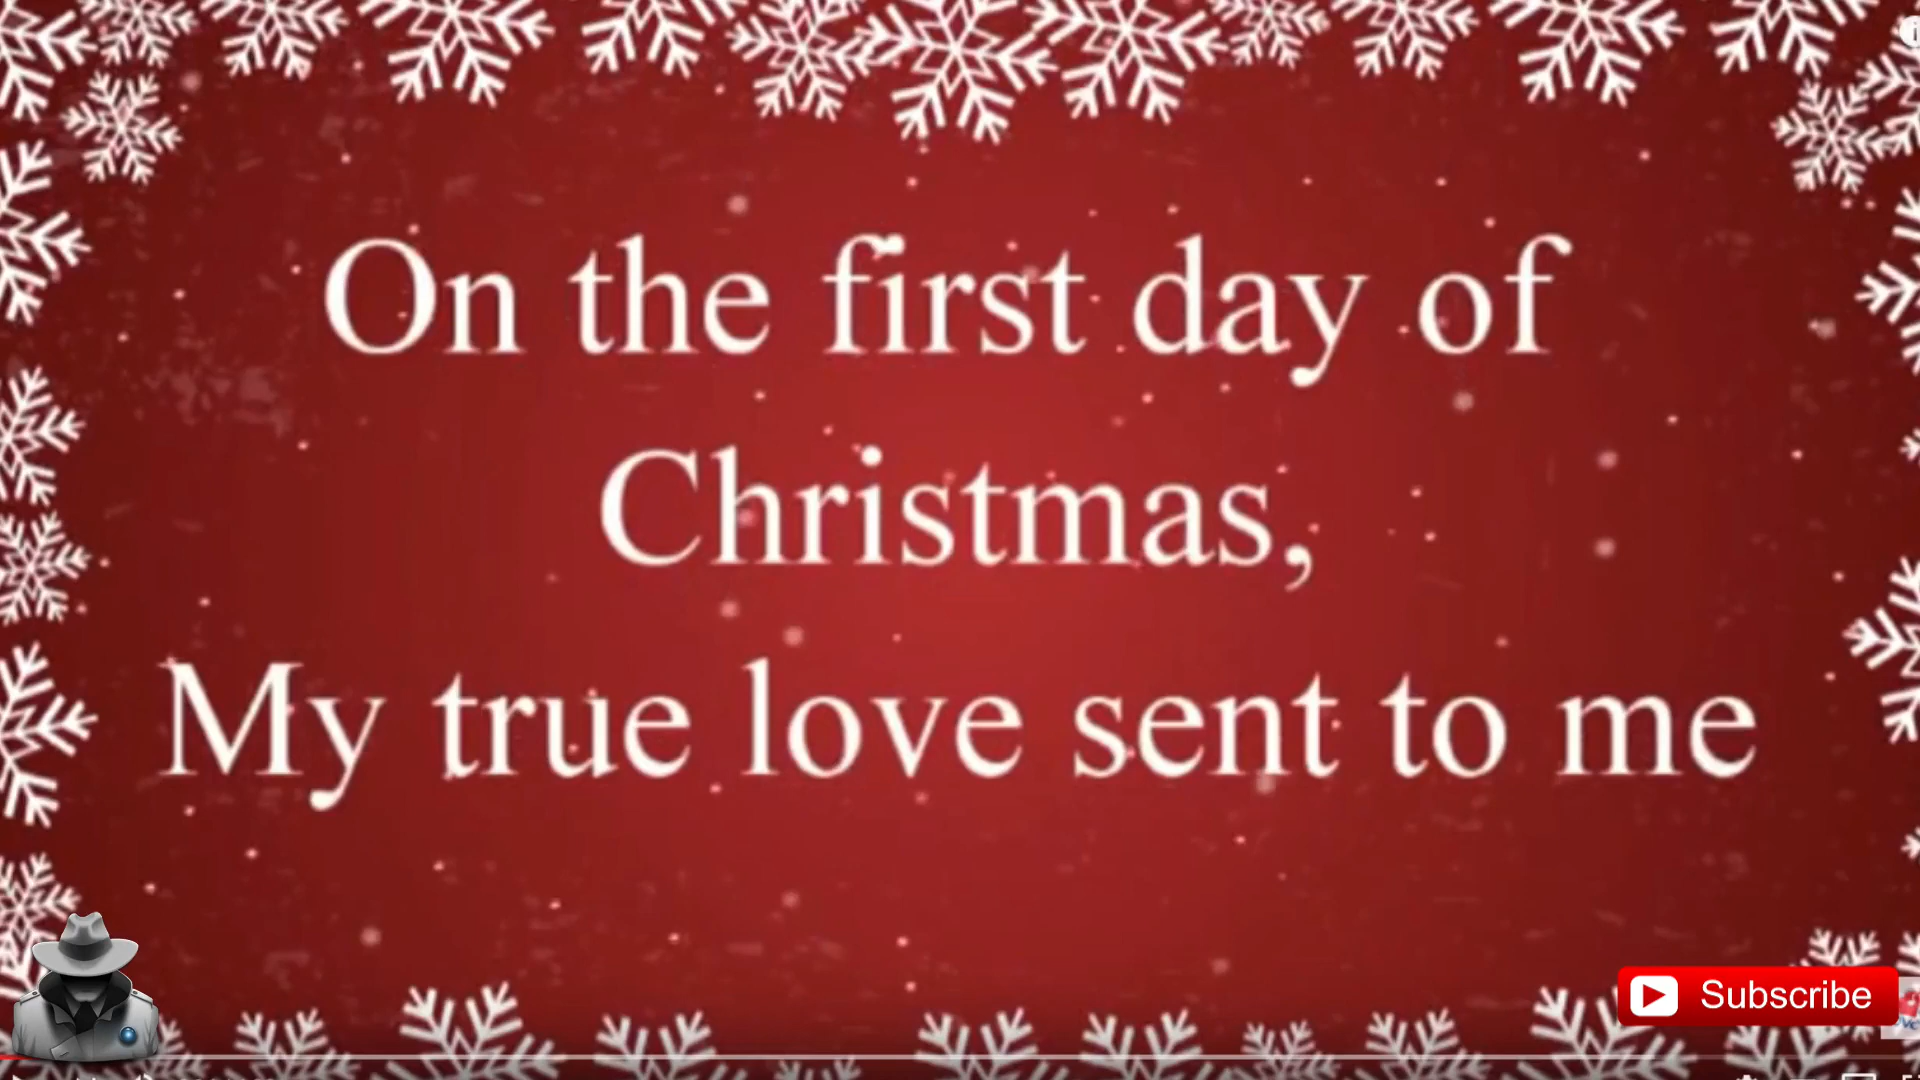 On the first day of
Christmas,
My true love sent to me
Subscribe